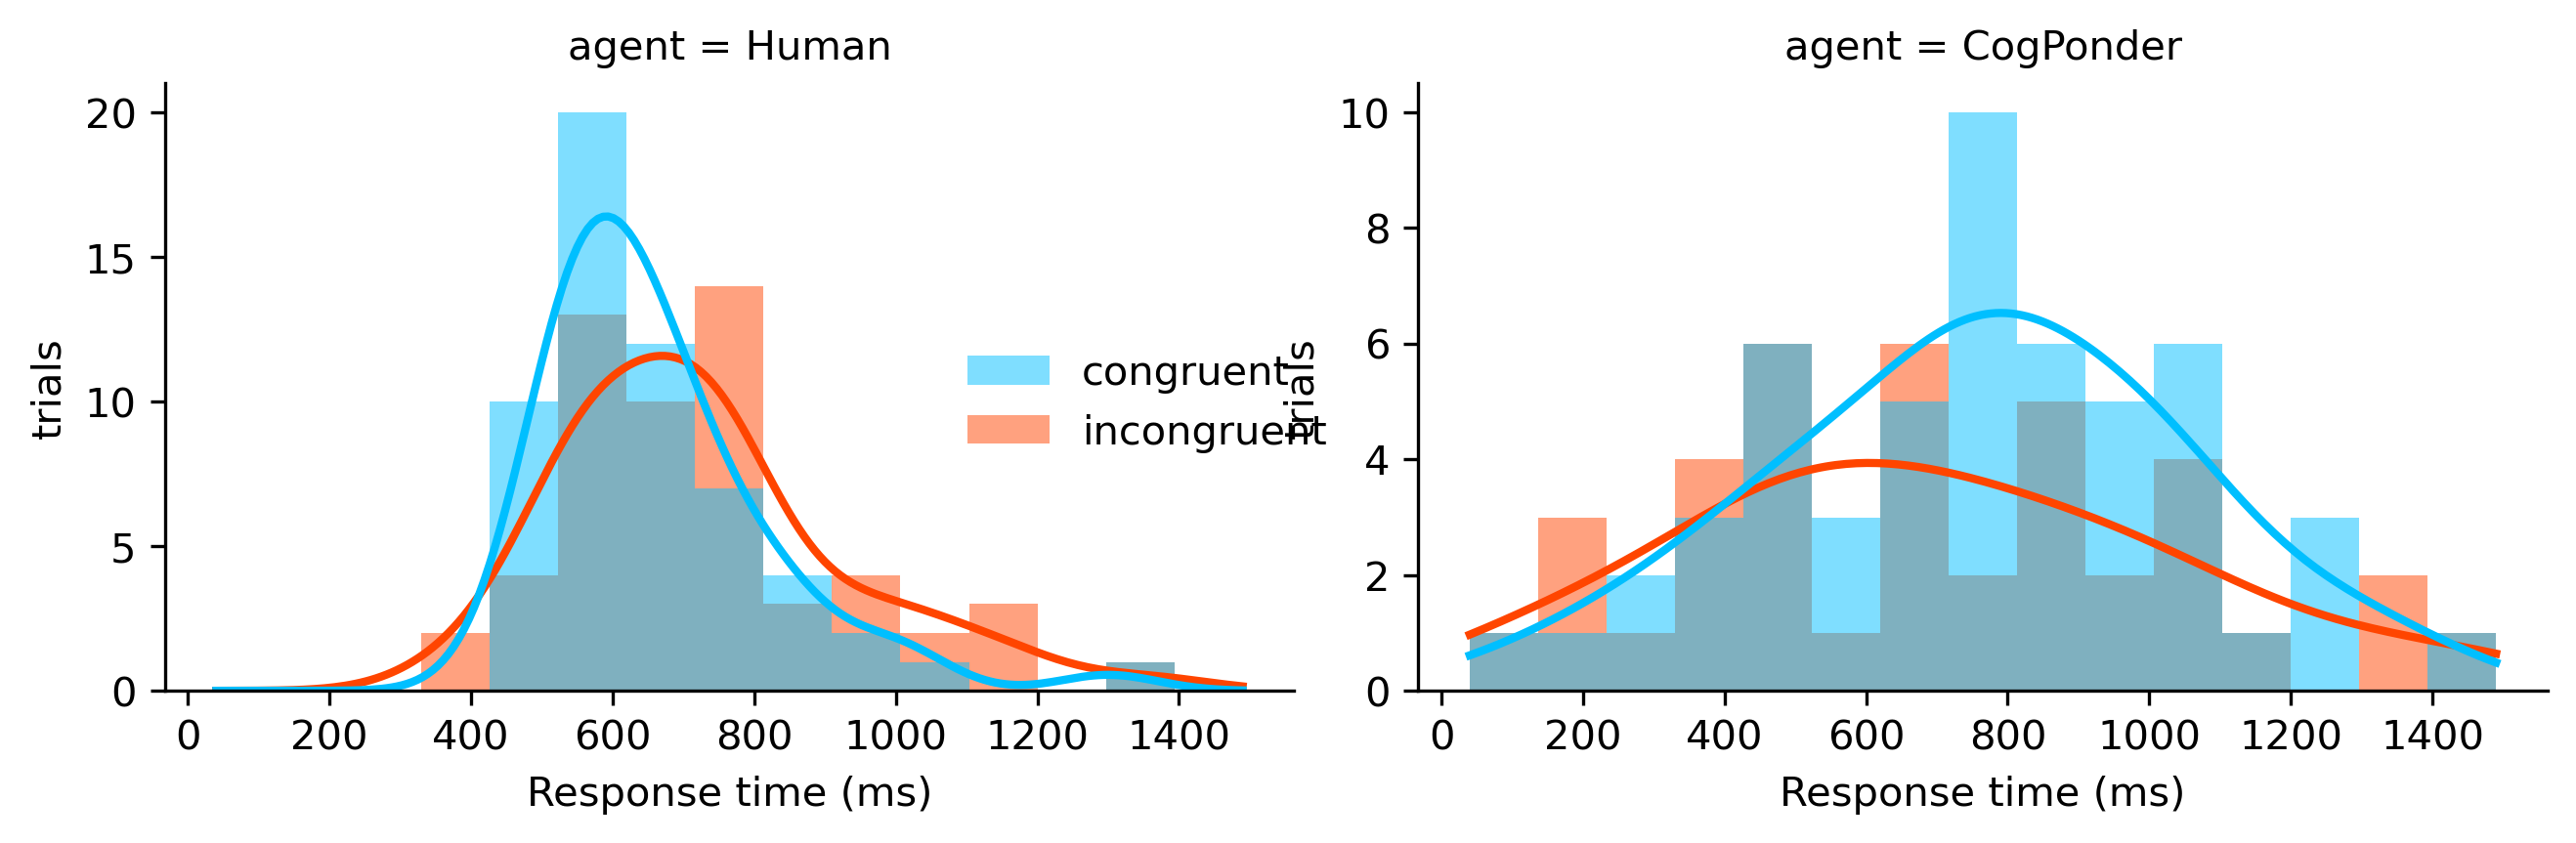 agent = Human
20
15
10
5
0
trials
0 200 400 600 800 1000 1200 1400
Response time (ms)
congruent
incongruent
agent = CogPonder
10
8
6
4
2
0
trials
0 200 400 600 800 1000 1200 1400
Response time (ms)